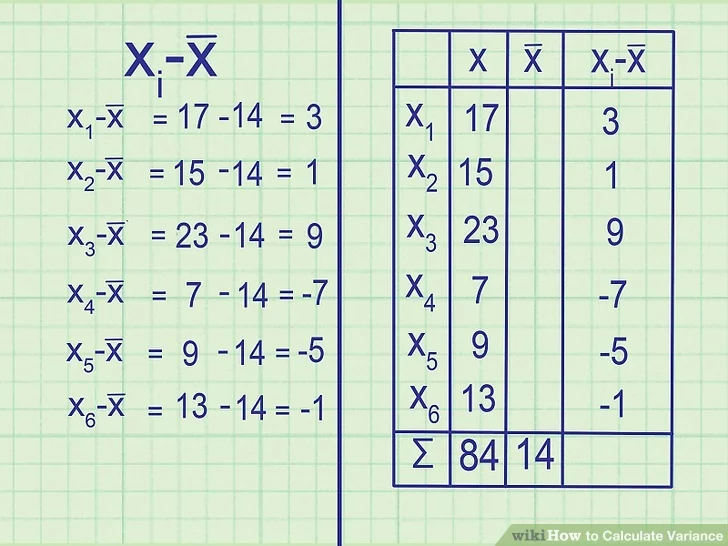 xᵢ-x̅
x₁-x̅ = 17 - 14 = 3
x₂-x̅ = 15 - 14 = 1
x₃-x̅ = 23 - 14 = 9
x₄-x̅ = 7 - 14 = -7
x₅-x̅ = 9 - 14 = -5
x₆-x̅ = 13 - 14 = -1
x x̅ xᵢ-x̅
x₁ 17 3
x₂ 15 1
x₃ 23 9
x₄ 7 -7
x₅ 9 -5
x₆ 13 -1
Σ 84 14
wikiHow to Calculate Variance